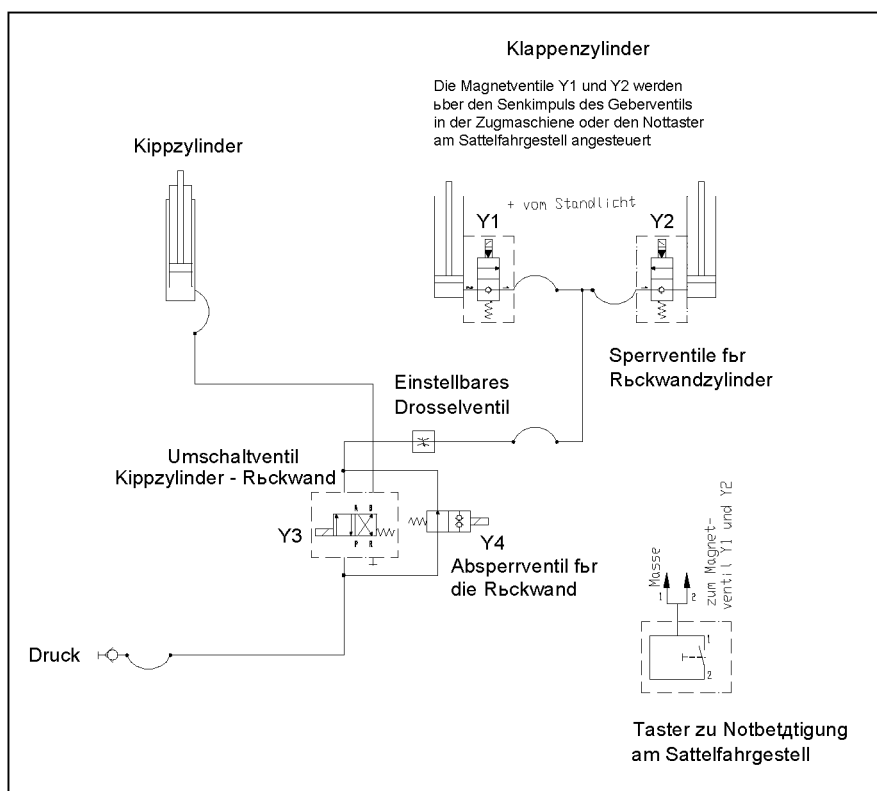 Klappenzylinder
Die Magnetventile Y1 und Y2 werden
ьber den Senkimpuls des Geberventils
in der Zugmaschiene oder den Nottaster
am Sattelfahrgestell angesteuert
Kippzylinder
+ vom Standlicht
Y1
Y2
Sperrventile fьr
Rьckwandzylinder
Einstellbares
Drosselventil
Umschaltventil
Kippzylinder - Rьckwand
A B
Y3
P R
Y4
Absperrventil fьr
die Rьckwand
Masse
zum Magnet-
ventil Y1 und Y2
1 2
1
2
Druck
Taster zu Notbetдtigung
am Sattelfahrgestell